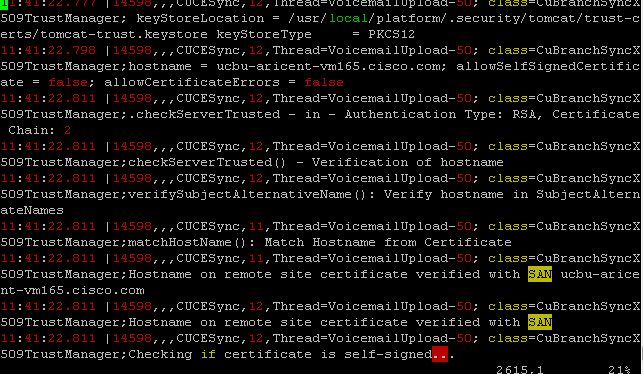 11:41:22.777 |14598,,,CUCESync,12,Thread=VoicemailUpload-50; class=CuBranchSyncX
509TrustManager; keyStoreLocation = /usr/local/platform/.security/tomcat/trust-c
erts/tomcat-trust.keystore keyStoreType     = PKCS12
11:41:22.798 |14598,,,CUCESync,12,Thread=VoicemailUpload-50; class=CuBranchSyncX
509TrustManager;hostname = ucbu-aricent-vm165.cisco.com; allowSelfSignedCertific
ate = false; allowCertificateErrors = false
11:41:22.811 |14598,,,CUCESync,12,Thread=VoicemailUpload-50; class=CuBranchSyncX
509TrustManager;.checkServerTrusted - in - Authentication Type: RSA, Certificate
 Chain: 2
11:41:22.811 |14598,,,CUCESync,12,Thread=VoicemailUpload-50; class=CuBranchSyncX
509TrustManager;checkServerTrusted() - Verification of hostname
11:41:22.811 |14598,,,CUCESync,12,Thread=VoicemailUpload-50; class=CuBranchSyncX
509TrustManager;verifySubjectAlternativeName(): Verify hostname in SubjectAltern
ateNames
11:41:22.811 |14598,,,CUCESync,11,Thread=VoicemailUpload-50; class=CuBranchSyncX
509TrustManager;matchHostName(): Match Hostname from Certificate
11:41:22.811 |14598,,,CUCESync,11,Thread=VoicemailUpload-50; class=CuBranchSyncX
509TrustManager;Hostname on remote site certificate verified with SAN ucbu-arice
nt-vm165.cisco.com
11:41:22.811 |14598,,,CUCESync,12,Thread=VoicemailUpload-50; class=CuBranchSyncX
509TrustManager;Hostname on remote site certificate verified with SAN
11:41:22.811 |14598,,,CUCESync,12,Thread=VoicemailUpload-50; class=CuBranchSyncX
509TrustManager;Checking if certificate is self-signed...
2615.1 21%